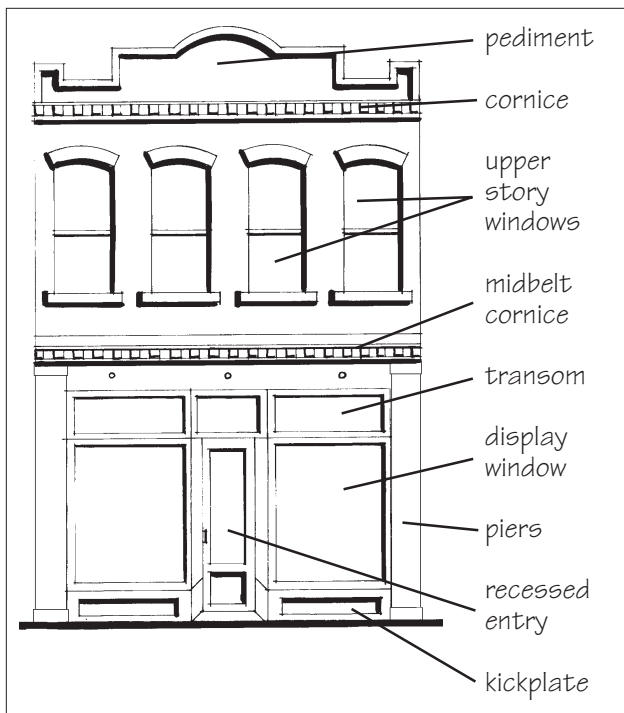 pediment
cornice
upper
story
windows
midbelt
cornice
transom
display
window
piers
recessed
entry
kickplate